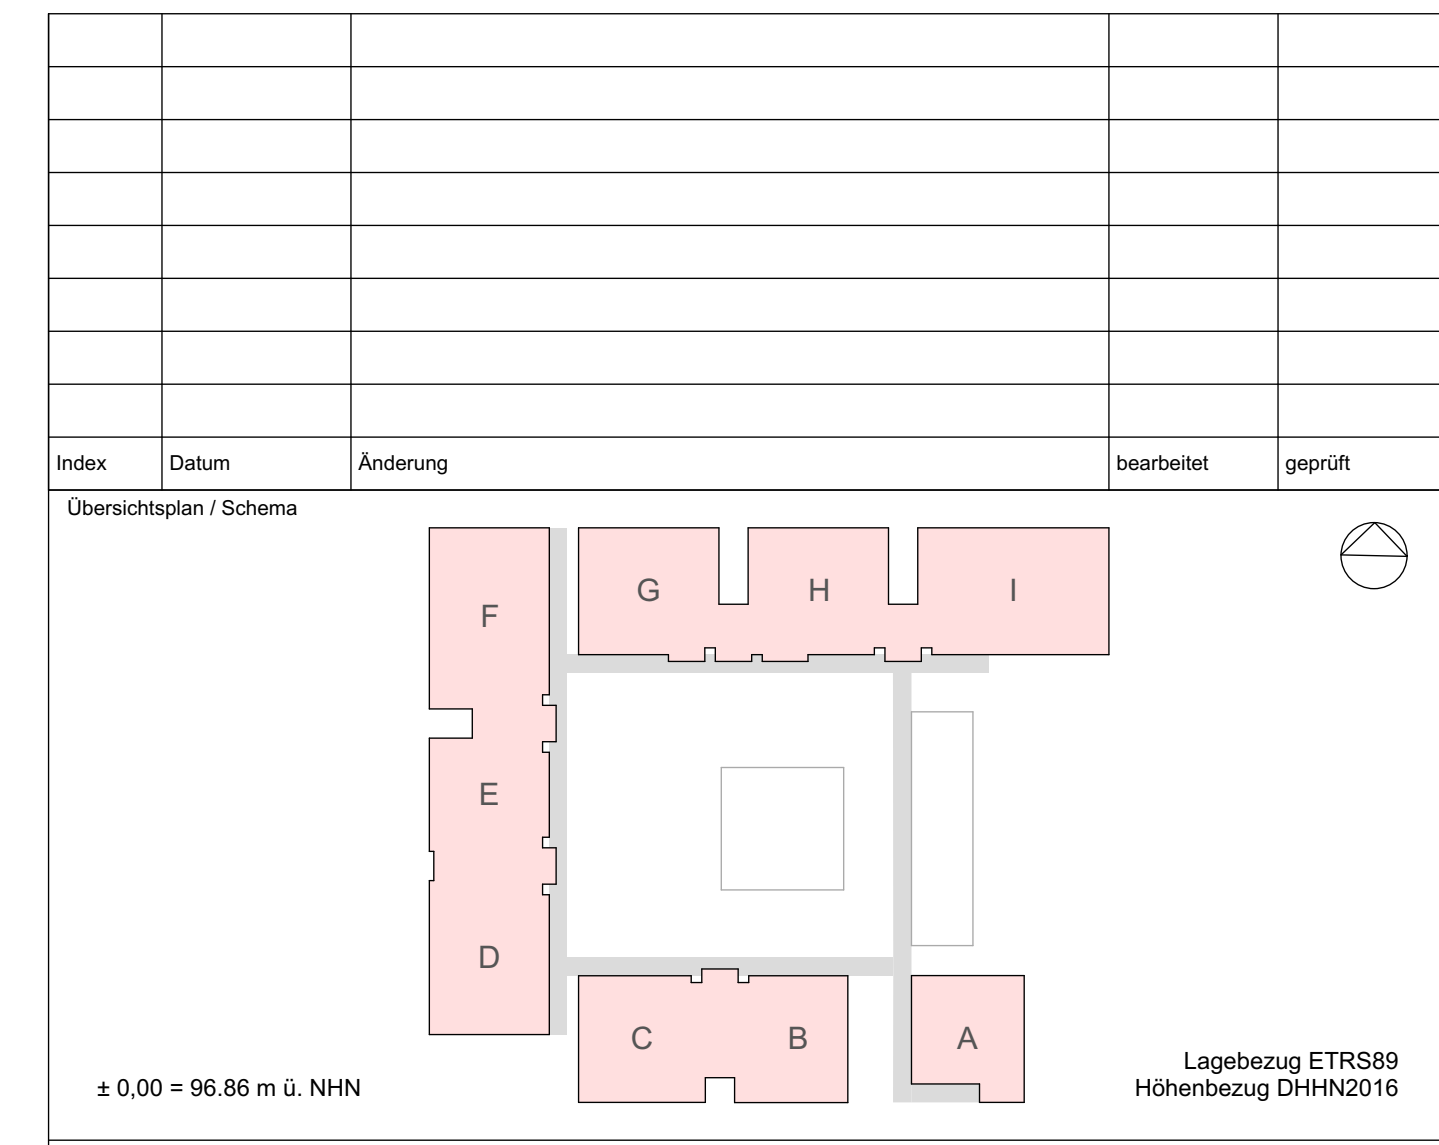 Index Datum Änderung bearbeitet geprüft
Übersichtsplan / Schema
G H I
F
E
D
C B A
Lagebezug ETRS89
± 0,00 = 96.86 m ü. NHN
Höhenbezug DHHN2016